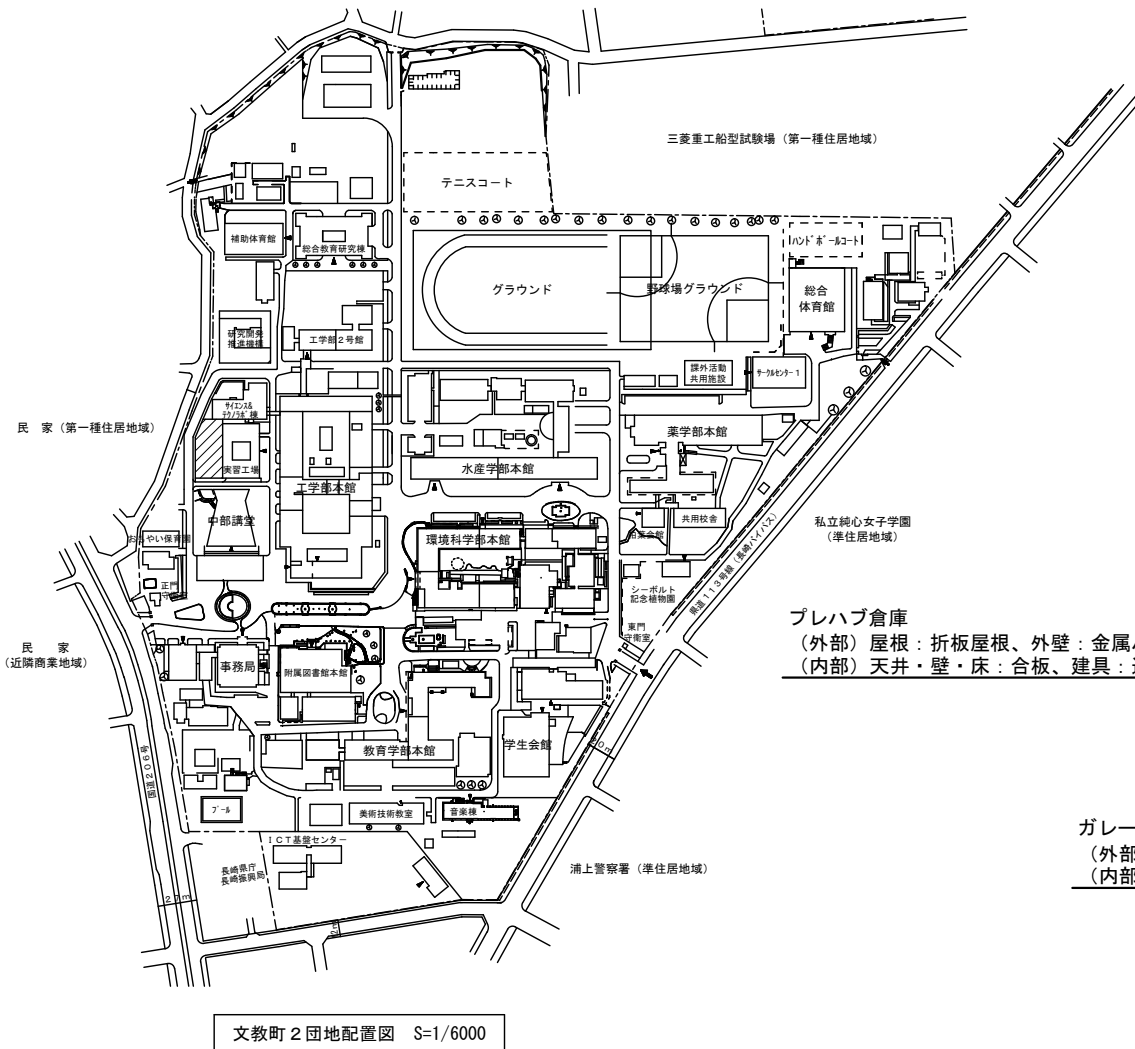 三菱重工船型試験場（第一種住居地域）
テニスコート
補助体育館
総合教育研究棟
ハンドボールコート
グラウンド
野球場グラウンド
総合
体育館
研究開発
推進機構
工学部２号館
課外活動
共用施設
サークルセンター1
サイエンス&
テクノラボ棟
民　家（第一種住居地域）
薬学部本館
実習工場
水産学部本館
工学部本館
中部講堂
共用校舎
私立純心女子学園
（準住居地域）
おもやい保育園
環境科学部本館
県道１１３号線（長崎バイパス）
正門
シーボルト
記念植物園
東門
守衛室
プレハブ倉庫
（外部）屋根：折板屋根、外壁：金属
（内部）天井・壁・床：合板、建具：
民　　家
（近隣商業地域）
事務局
附属図書館本館
国道２０６号
教育学部本館
学生会館
プール
美術技術教室
音楽棟
ＩＣＴ基盤センター
長崎県庁
長崎振興局
浦上警察署（準住居地域）
ガレー
（外部
（内部
２７ｍ
文教町２団地配置図　S=1/6000